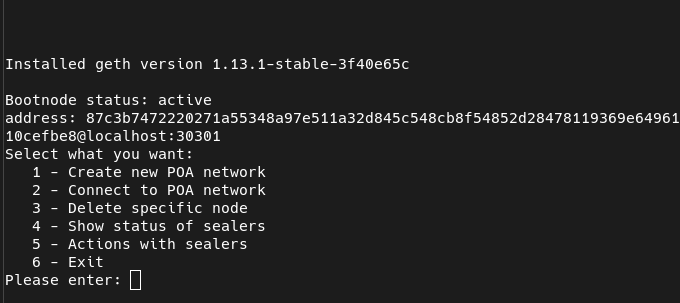 Installed geth version 1.13.1-stable-3f40e65c
Bootnode status: active
address: 87c3b7472220271a55348a97e511a32d845c548cb8f54852d28478119369e64961
10cefbe8@localhost:30301
Select what you want:
1 - Create new POA network
2 - Connect to POA network
3 - Delete specific node
4 - Show status of sealers
5 - Actions with sealers
6 - Exit
Please enter: